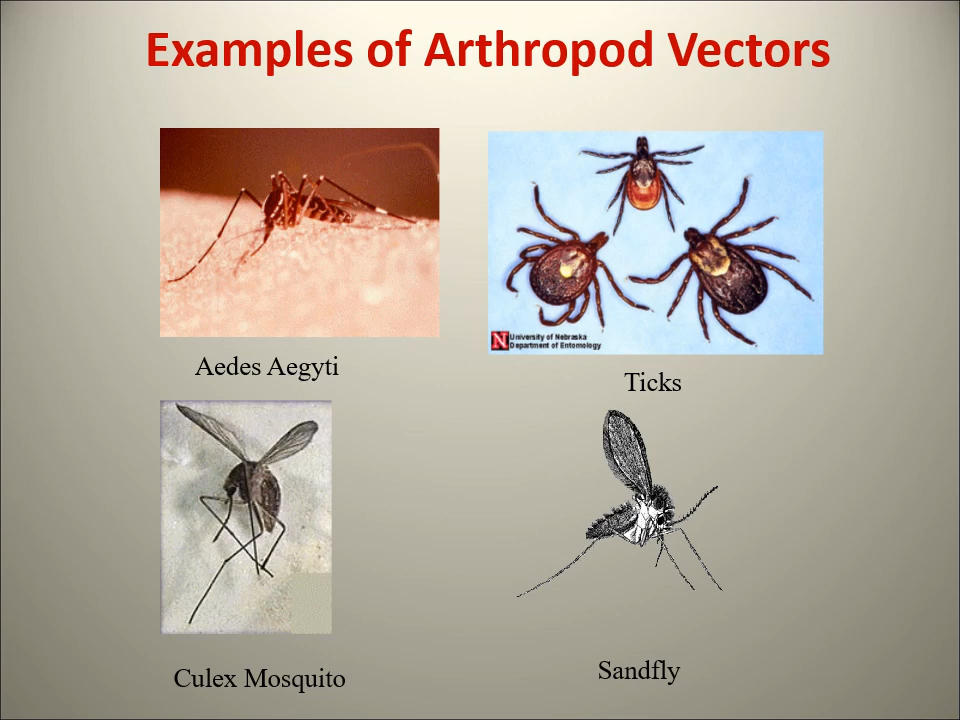 Examples of Arthropod Vectors
N University of Nebraska
Department of Entomology
Aedes Aegyti
Ticks
Culex Mosquito
Sandfly